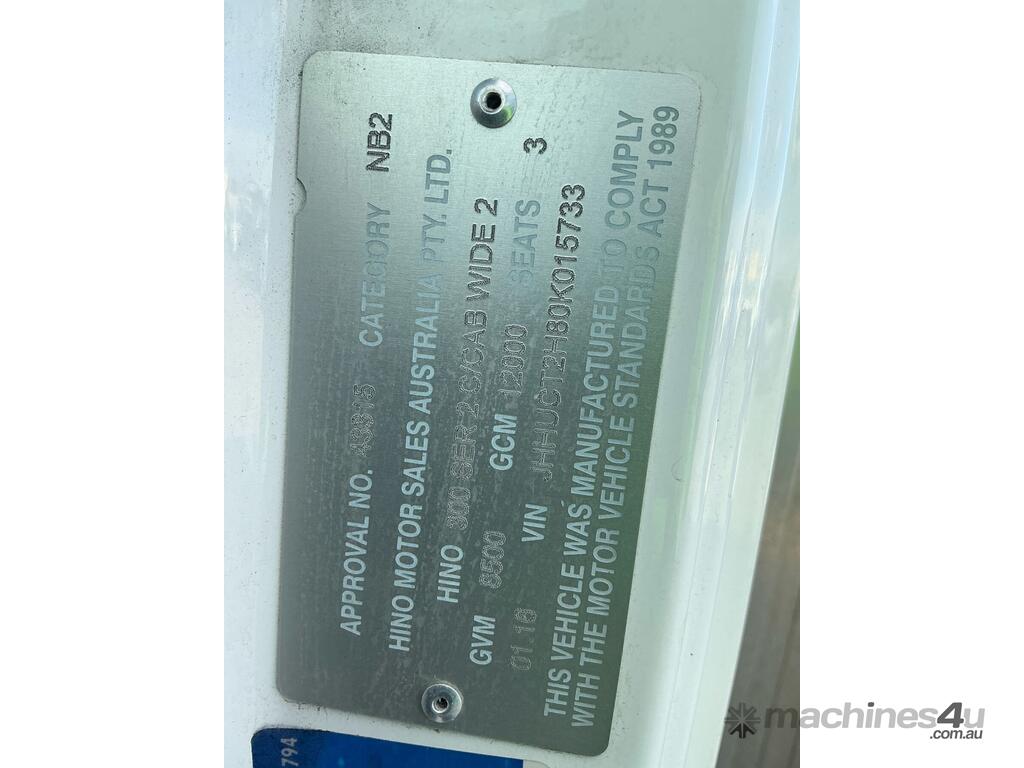 APPROVAL NO. 43815 CATEGORY NB2
HINO MOTOR SALES AUSTRALIA PTY. LTD.
HINO 300 SER 2 C/CAB WIDE 2
GVM 8500 GCM 12000 SEATS 3
01.18 VIN JHHUCT2H80K015733
THIS VEHICLE WAS MANUFACTURED TO COMPLY
WITH THE MOTOR VEHICLE STANDARDS ACT 1989
794
machines4u
.com.au